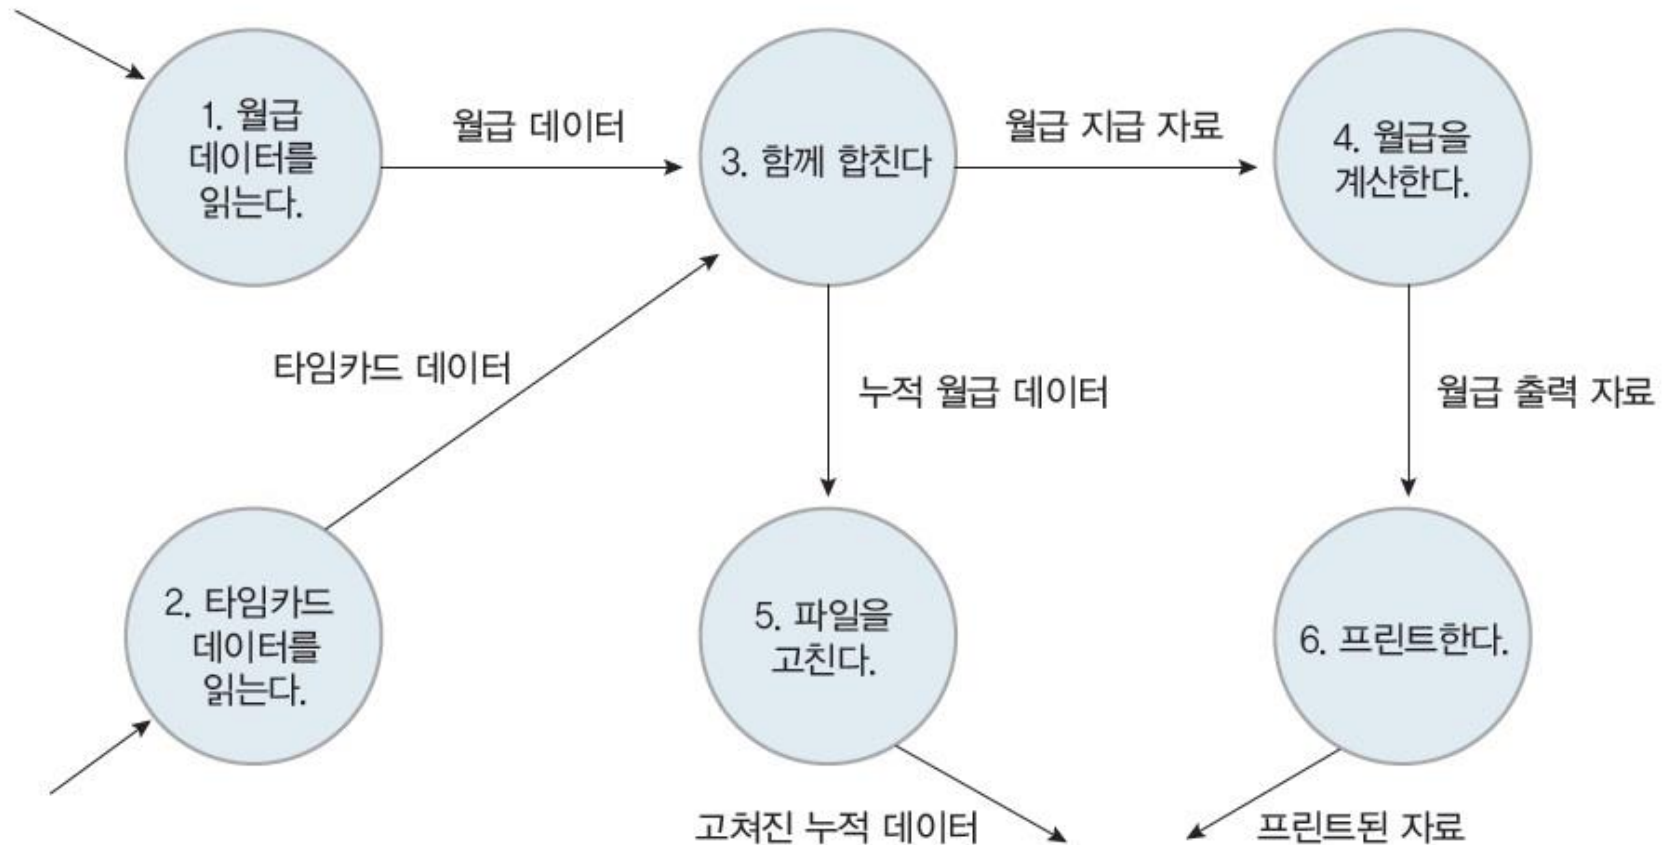 1. 월급
데이터를
읽는다.
월급 데이터
3. 함께 합친다
월급 지급 자료
4. 월급을
계산한다.
타임카드 데이터
누적 월급 데이터
월급 출력 자료
2. 타임카드
데이터를
읽는다.
5. 파일을
고친다.
6. 프린트한다.
고쳐진 누적 데이터
프린트된 자료